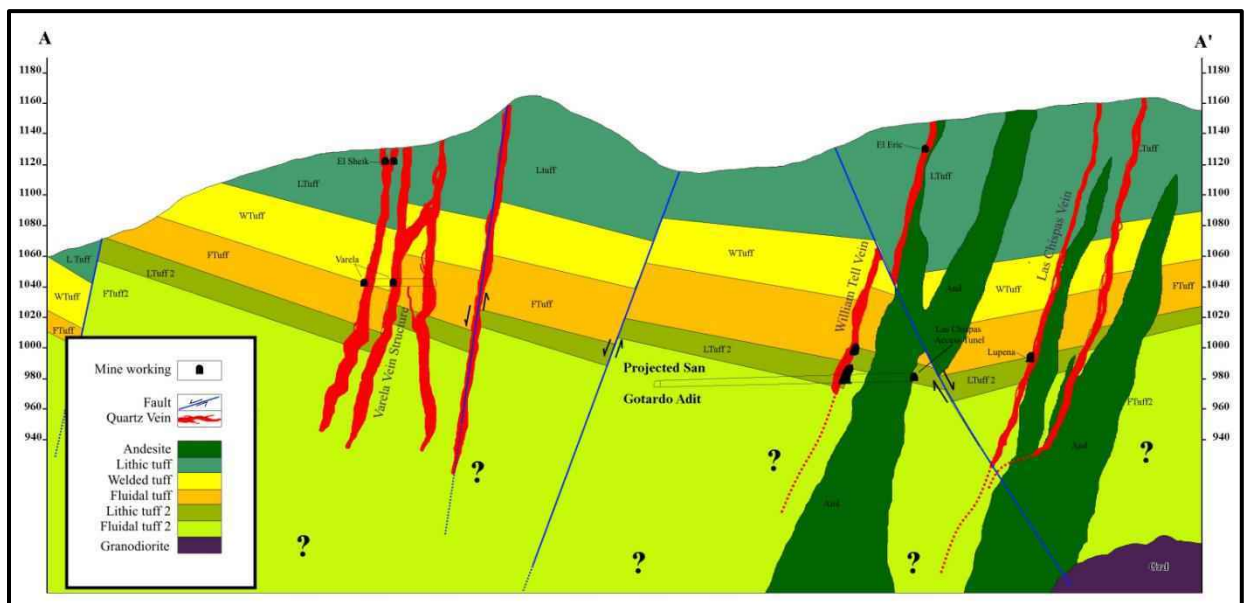 A
A'
1180
1160
1140
1120
1100
1080
1060
1040
1020
1000
980
960
940
1180
1160
1140
1120
1100
1080
1060
1040
1020
1000
980
960
940
El Sheik
LTuff
Ltuff
El Eric
LTuff
LTuff
WTuff
Varela
L Tuff
FTuff
LTuff 2
FTuff2
WTuff
FTuff
Varela Vein Structure
WTuff
FTuff
LTuff 2
William Tell Vein
And
Las Chispas Vein
WTuff
FTuff
Las Chispas
Access Tunel
Lupena
LTuff 2
FTuff2
Projected San
Gotardo Adit
And
And
?
?
?
?
?
?
Mine working
Fault
Quartz Vein
Andesite
Lithic tuff
Welded tuff
Fluidal tuff
Lithic tuff 2
Fluidal tuff 2
Granodiorite